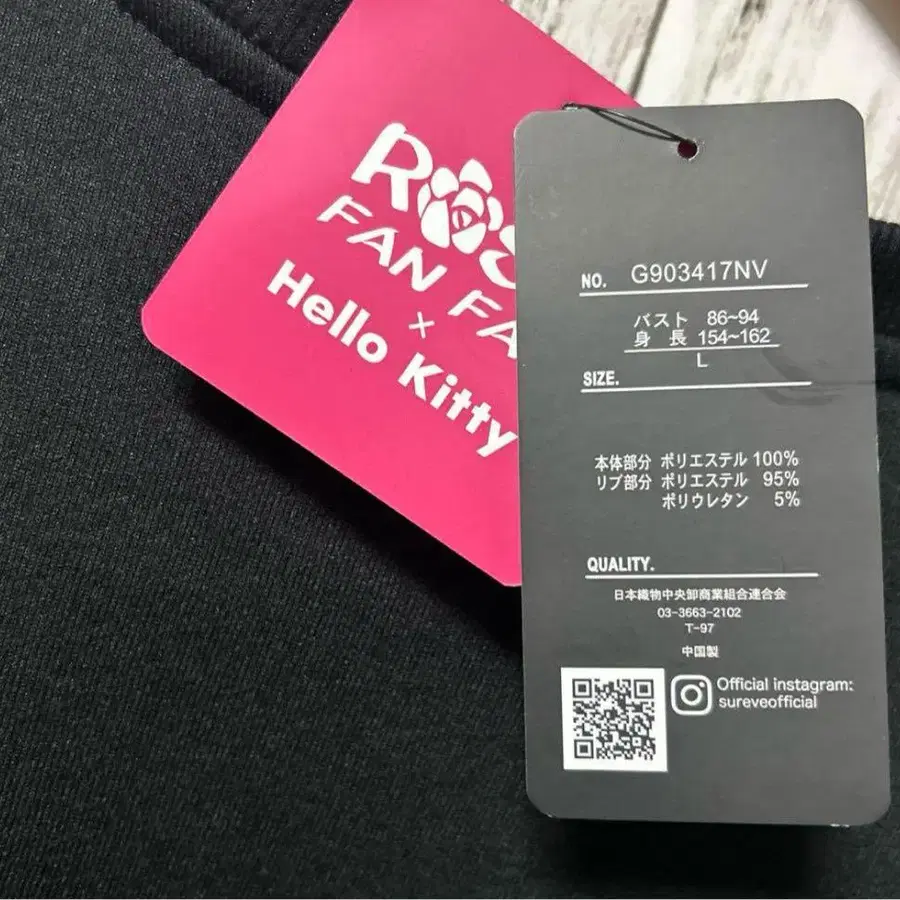 FAN FA
×
Hello Kitty
NO. G903417NV
バスト 86~94
身 長 154~162
L
SIZE.
本体部分 ポリエステル 100%
リブ部分 ポリエステル 95%
ポリウレタン 5%
QUALITY.
日本織物中央卸商業組合連合会
03-3663-2102
T-97
中国製
Official instagram:
sureveofficial